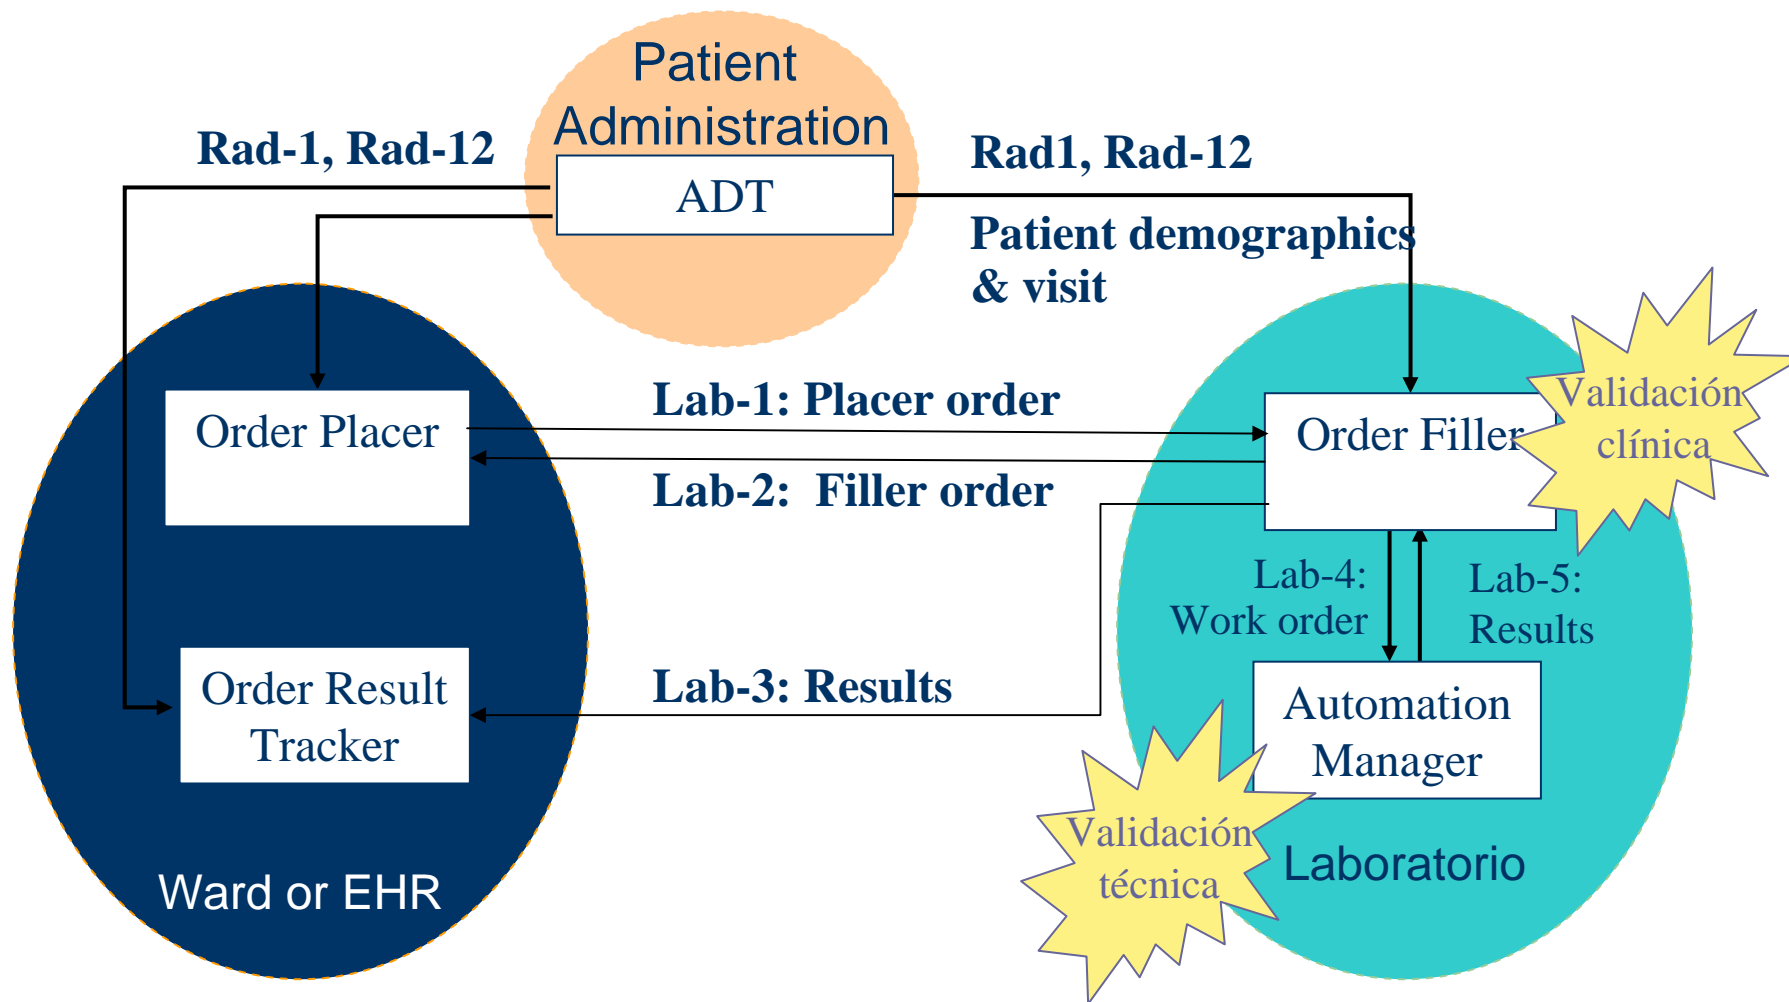 Patient
Administration
ADT
Rad-1, Rad-12
Rad1, Rad-12
Patient demographics
& visit
Order Placer
Lab-1: Placer order
Lab-2:  Filler order
Order Filler
Validación
clínica
Lab-4:
Work order
Lab-5:
Results
Order Result
Tracker
Lab-3: Results
Automation
Manager
Validación
técnica
Ward or EHR
Laboratorio